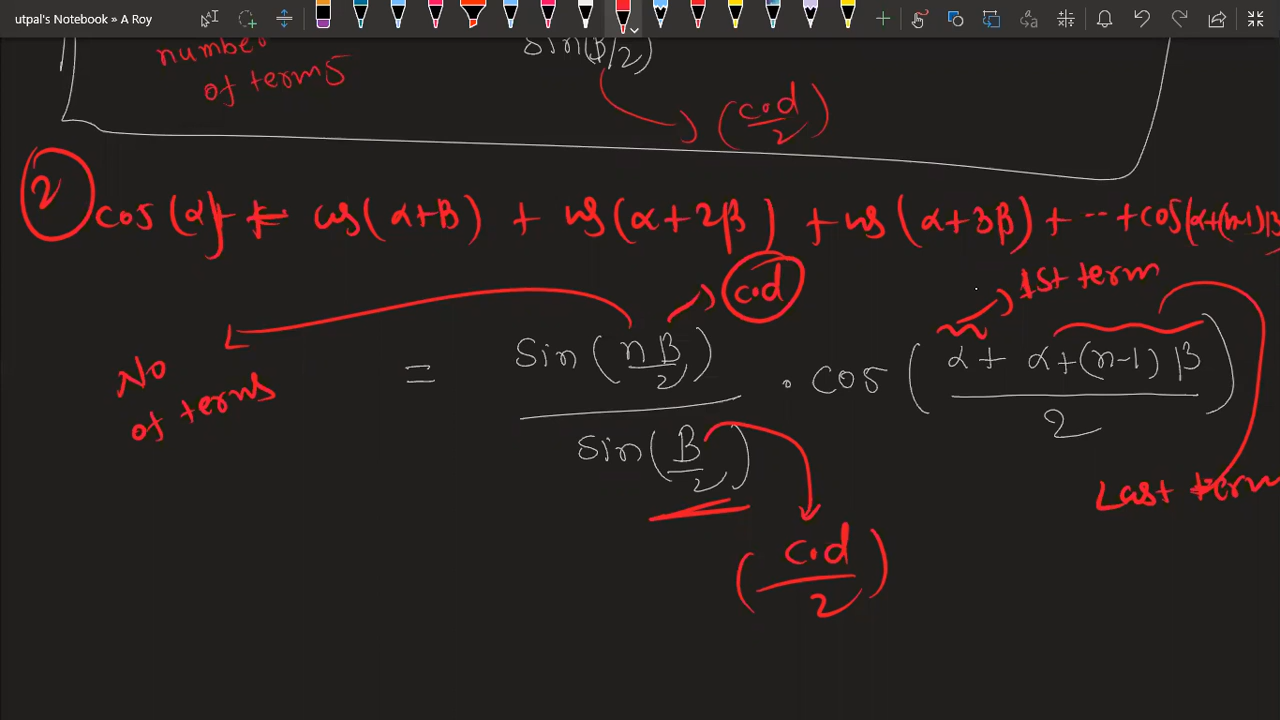 utpal's Notebook » A Roy
number
of terms
sin(β/2)
(c.d/2)
2
cos(α) + cos(α+β) + cos(α+2β) + cos(α+3β) + -- + cos(α+(n-1)β
c.d
1st term
No
of terms
= sin(nβ/2) / sin(β/2) . cos(α + α+(n-1)β / 2)
Last term
(c.d/2)